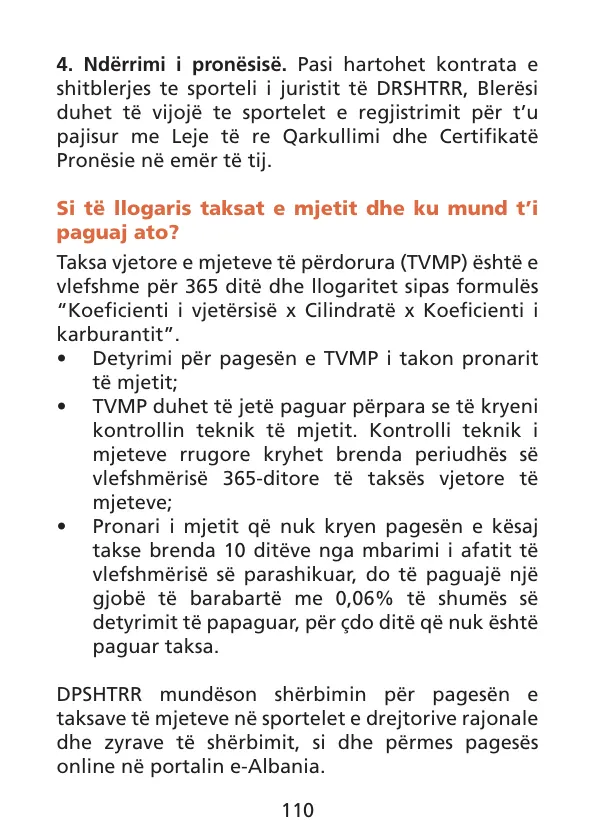 4. Ndërrimi i pronësisë. Pasi hartohet kontrata e
shitblerjes te sporteli i juristit të DRSHTRR, Blerësi
duhet të vijojë te sportelet e regjistrimit për t’u
pajisur me Leje të re Qarkullimi dhe Certifikatë
Pronësie në emër të tij.
Si të llogaris taksat e mjetit dhe ku mund t’i
paguaj ato?
Taksa vjetore e mjeteve të përdorura (TVMP) është e
vlefshme për 365 ditë dhe llogaritet sipas formulës
“Koeficienti i vjetërsisë x Cilindratë x Koeficienti i
karburantit”.
• Detyrimi për pagesën e TVMP i takon pronarit
të mjetit;
• TVMP duhet të jetë paguar përpara se të kryeni
kontrollin teknik të mjetit. Kontrolli teknik i
mjeteve rrugore kryhet brenda periudhës së
vlefshmërisë 365-ditore të taksës vjetore të
mjeteve;
• Pronari i mjetit që nuk kryen pagesën e kësaj
takse brenda 10 ditëve nga mbarimi i afatit të
vlefshmërisë së parashikuar, do të paguajë një
gjobë të barabartë me 0,06% të shumës së
detyrimit të papaguar, për çdo ditë që nuk është
paguar taksa.
DPSHTRR mundëson shërbimin për pagesën e
taksave të mjeteve në sportelet e drejtorive rajonale
dhe zyrave të shërbimit, si dhe përmes pagesës
online në portalin e-Albania.
110